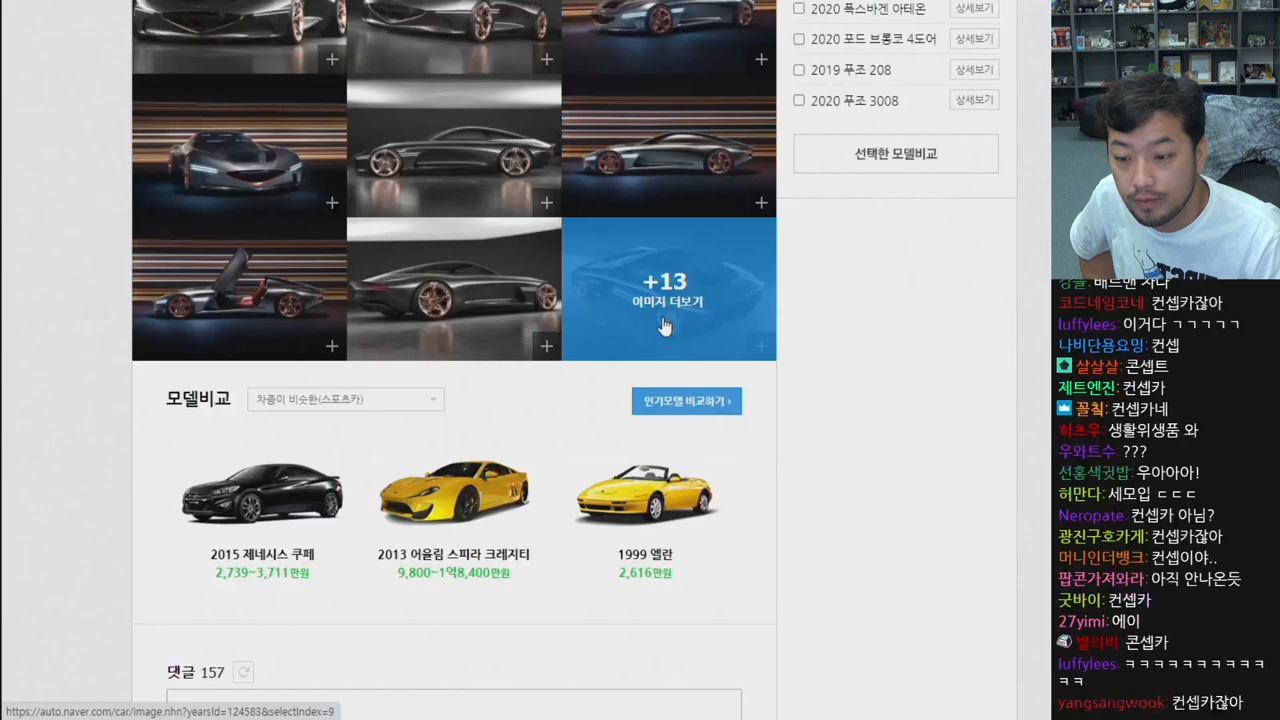 2020 폭스바겐 아테온
상세보기
2020 포드 브롱코 4도어
상세보기
2019 푸조 208
상세보기
2020 푸조 3008
상세보기
선택한 모델비교
+13
이미지 더보기
모델비교
차종이 비슷한(스포츠카)
인기모델 비교하기 ›
2015 제네시스 쿠페
2,739~3,711만원
2013 어울림 스피라 크레지티
9,800~1억8,400만원
1999 엘란
2,616만원
댓글 157
https://auto.naver.com/car/image.nhn?yearsId=124583&selectIndex=9
코드네임코네: 컨셉카잖아
luffylees: 이거다 ㄱㄱㄱㄱㄱ
나비단용요밍: 컨셉
살살살: 콘셉트
제트엔진: 컨셉카
꼴칰: 컨셉카네
히츠우: 생활위생품 와
우와트수: ???
선홍색귓밥: 우아아아!
허만다: 세모입 ㄷㄷㄷ
Neropate: 컨셉카 아님?
광진구호카게: 컨셉카잖아
머니인더뱅크: 컨셉이야..
팝콘가져와라: 아직 안나온듯
굿바이: 컨셉카
27yimi: 에이
별의비: 콘셉카
luffylees: ㅋㅋㅋㅋㅋㅋㅋㅋㅋㅋ
ㅋㅋ
yangsangwook: 컨셉카잖아